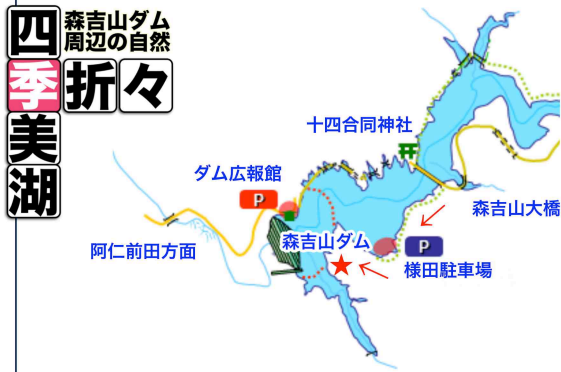 四季美湖
森吉山ダム
周辺の自然
季折々
十四合同神社
ダム広報館
P
森吉山大橋
阿仁前田方面
森吉山ダム
P
様田駐車場